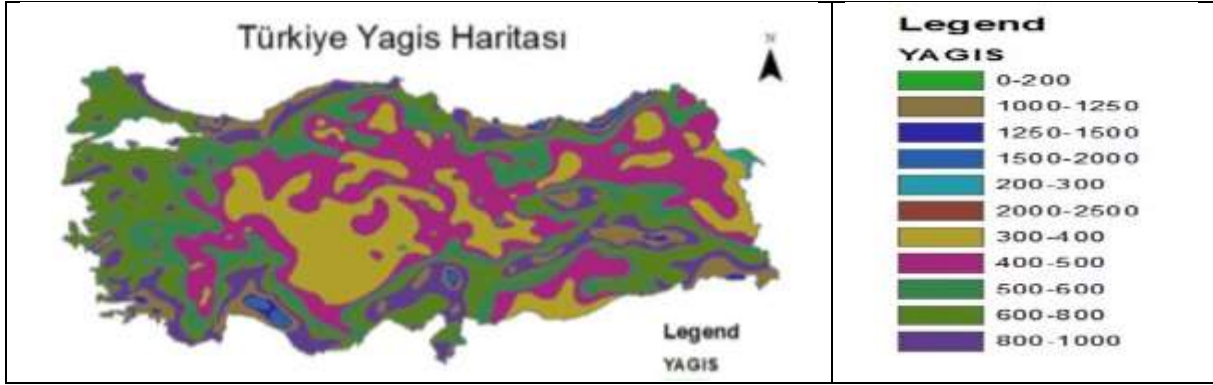 Türkiye Yagis Haritası
N
Legend
YAGIS
Legend
YAGIS
0-200
1000-1250
1250-1500
1500-2000
200-300
2000-2500
300-400
400-500
500-600
600-800
800-1000